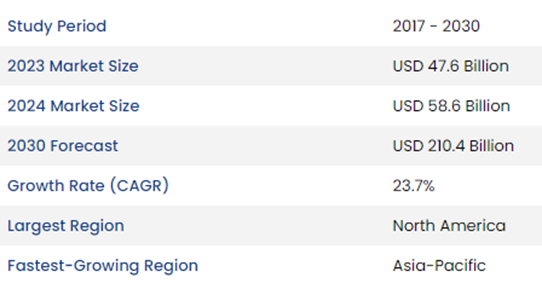 Study Period 2017 - 2030
2023 Market Size USD 47.6 Billion
2024 Market Size USD 58.6 Billion
2030 Forecast USD 210.4 Billion
Growth Rate (CAGR) 23.7%
Largest Region North America
Fastest-Growing Region Asia-Pacific